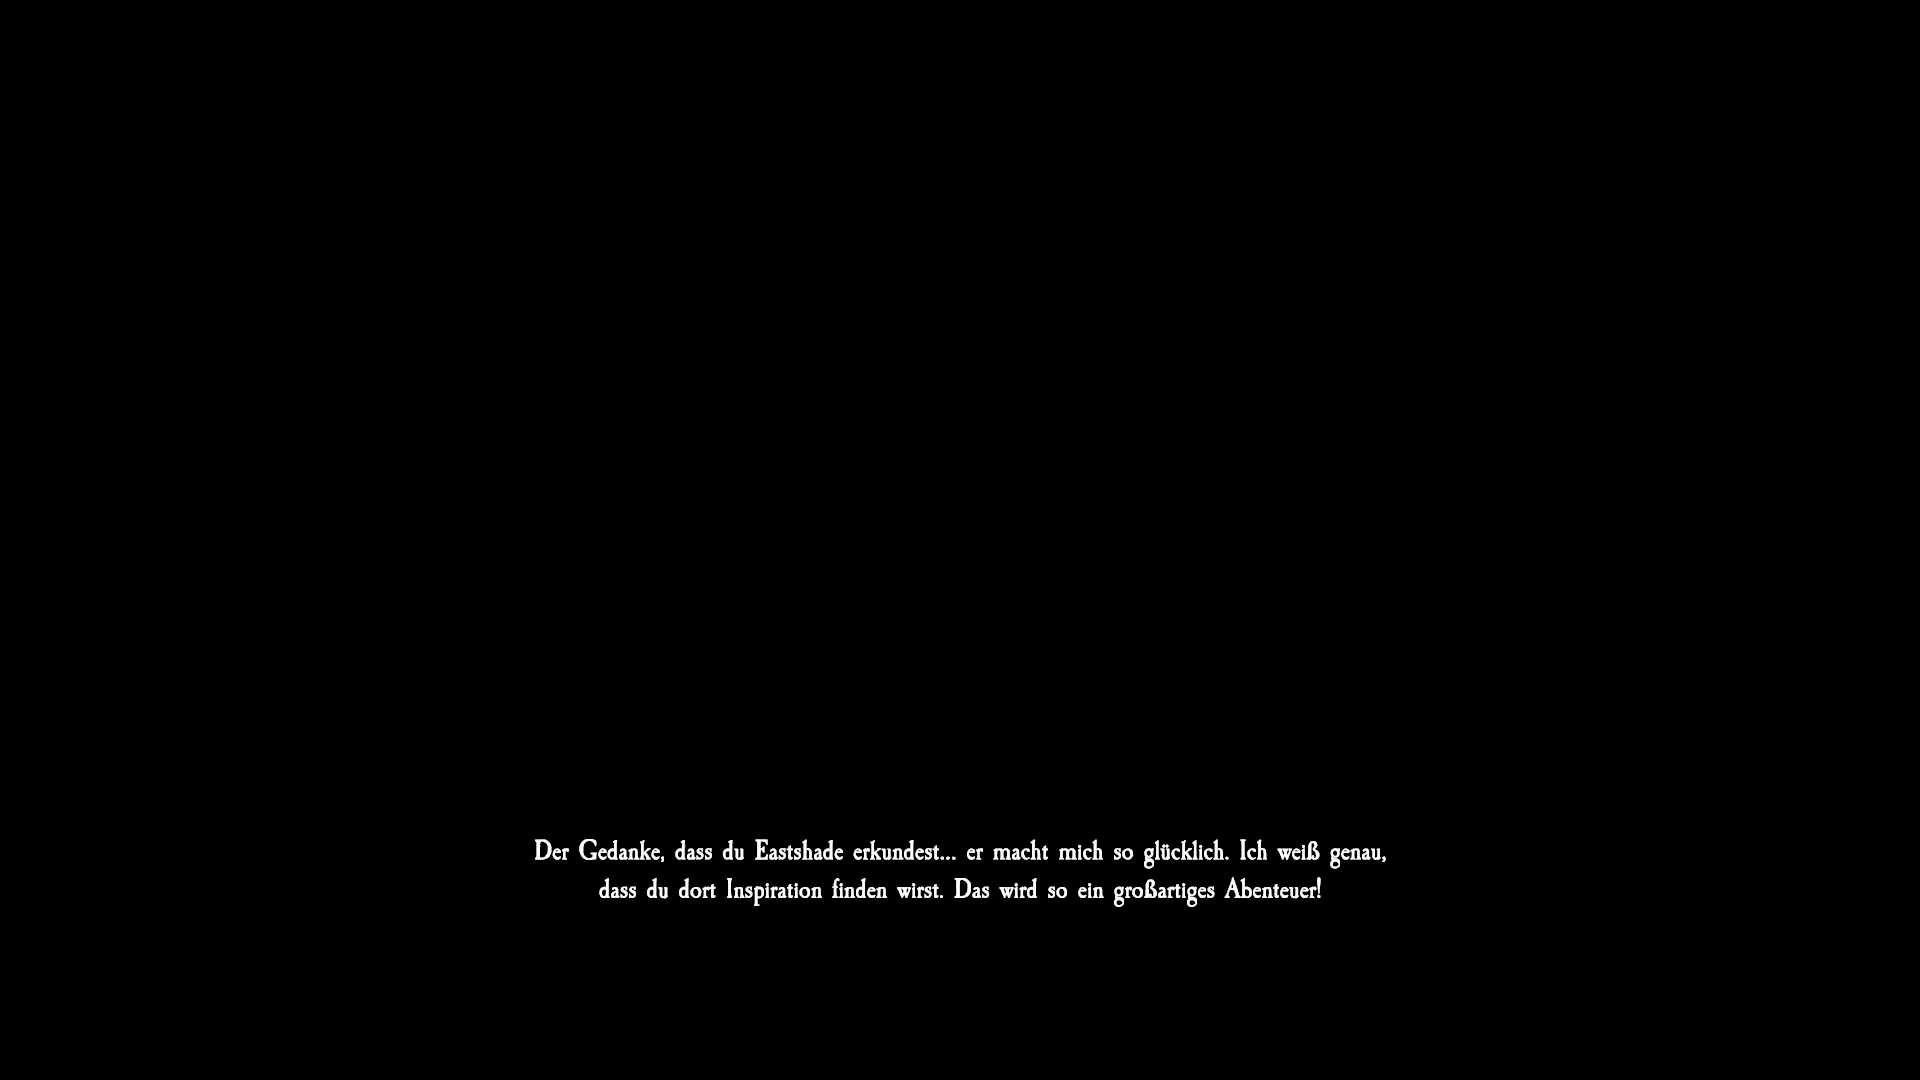 Der Gedanke, dass du Eastshade erkundest... er macht mich so glücklich. Ich weiß genau,
dass du dort Inspiration finden wirst. Das wird so ein großartiges Abenteuer!